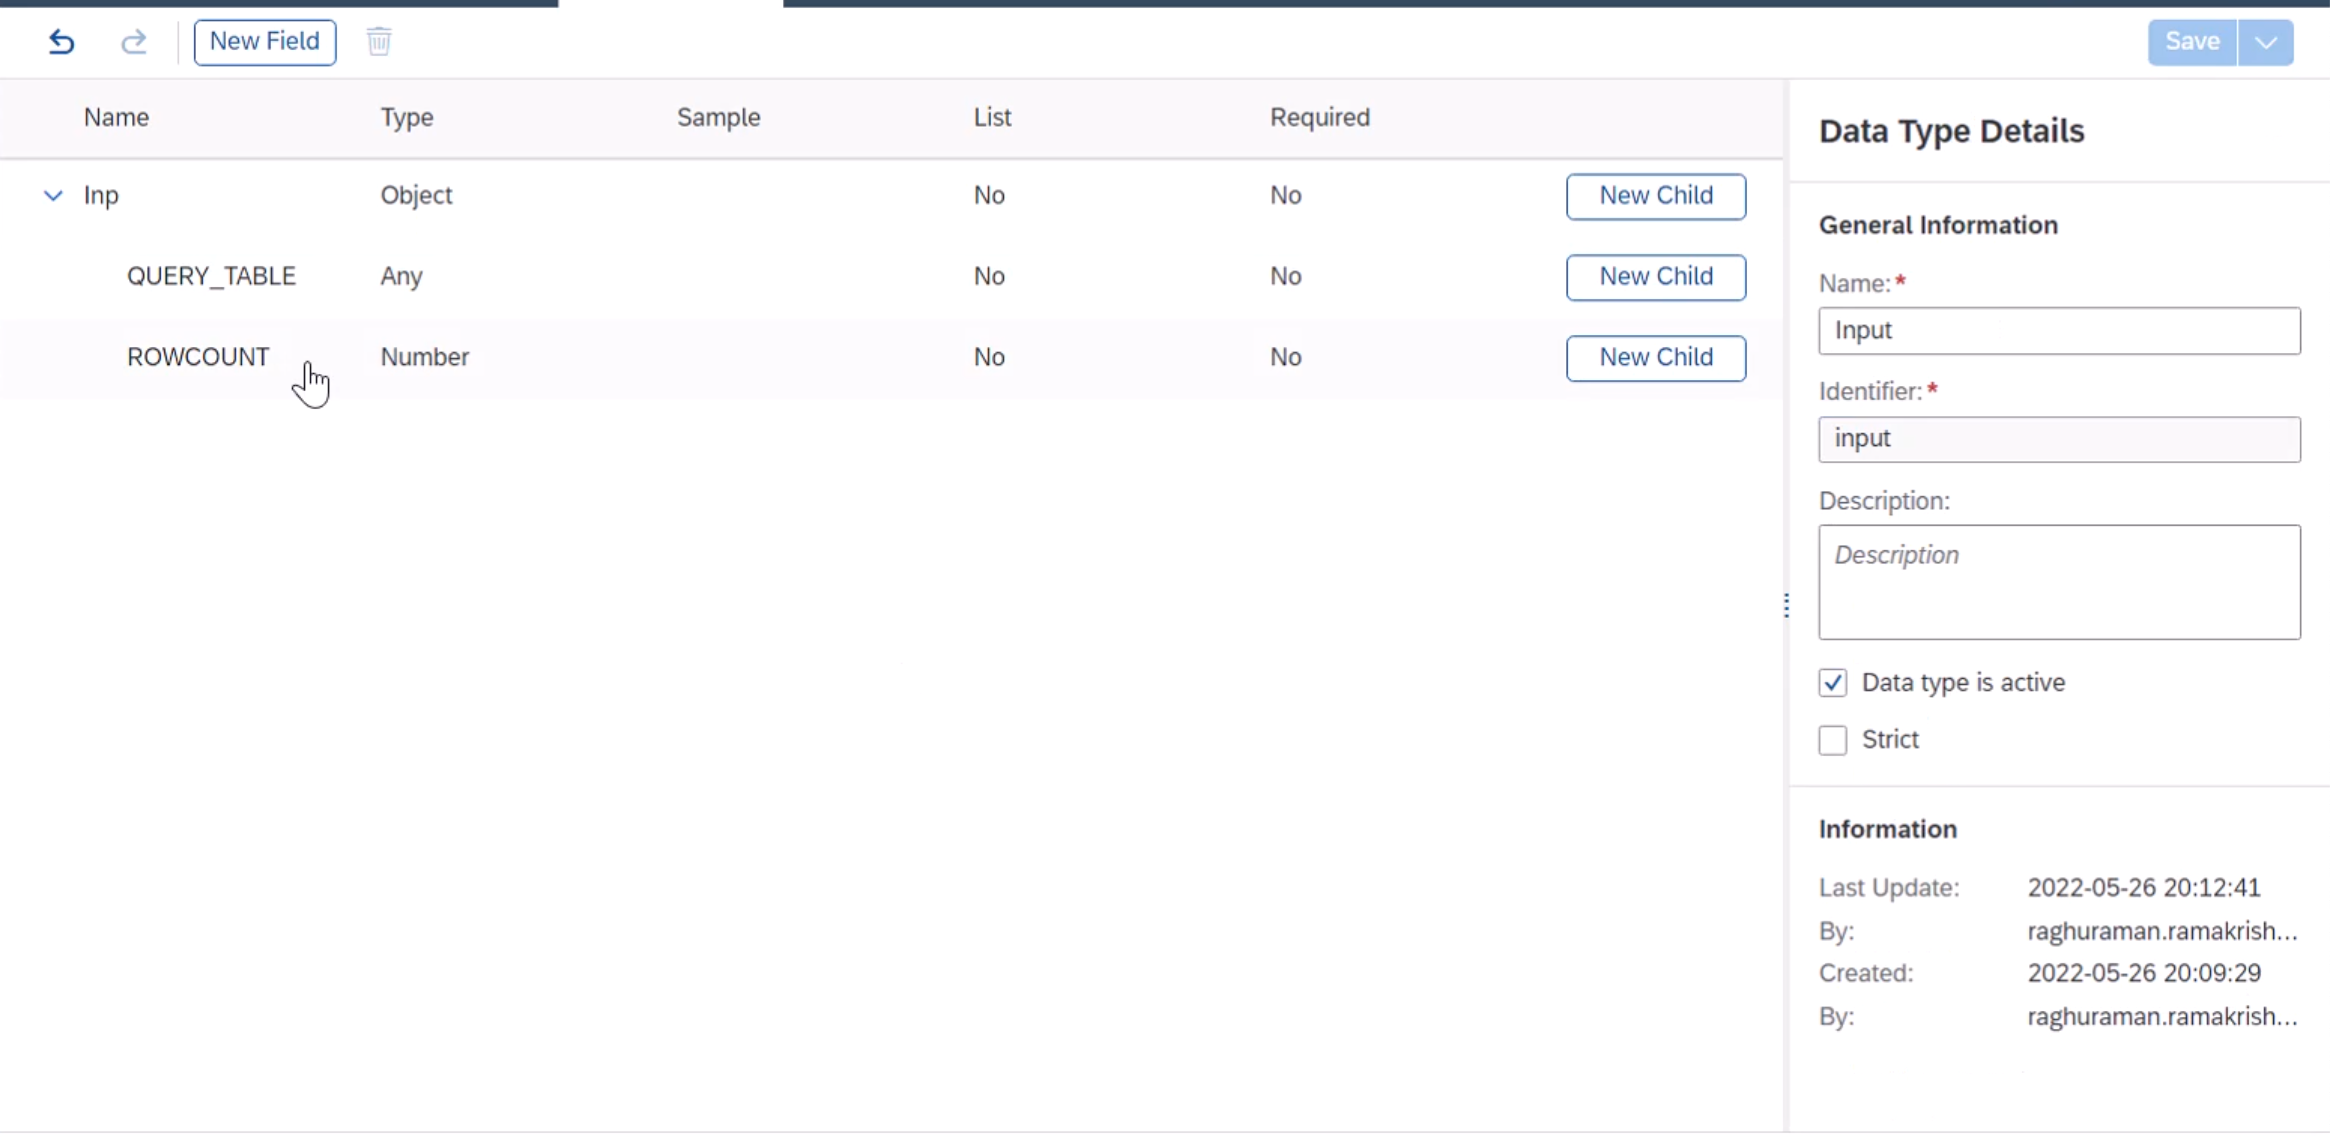 New Field
Save
Name Type Sample List Required
Inp Object No No New Child
QUERY_TABLE Any No No New Child
ROWCOUNT Number No No New Child
Data Type Details
General Information
Name:*
Input
Identifier:*
input
Description:
Description
Data type is active
Strict
Information
Last Update: 2022-05-26 20:12:41
By: raghuraman.ramakrish...
Created: 2022-05-26 20:09:29
By: raghuraman.ramakrish...